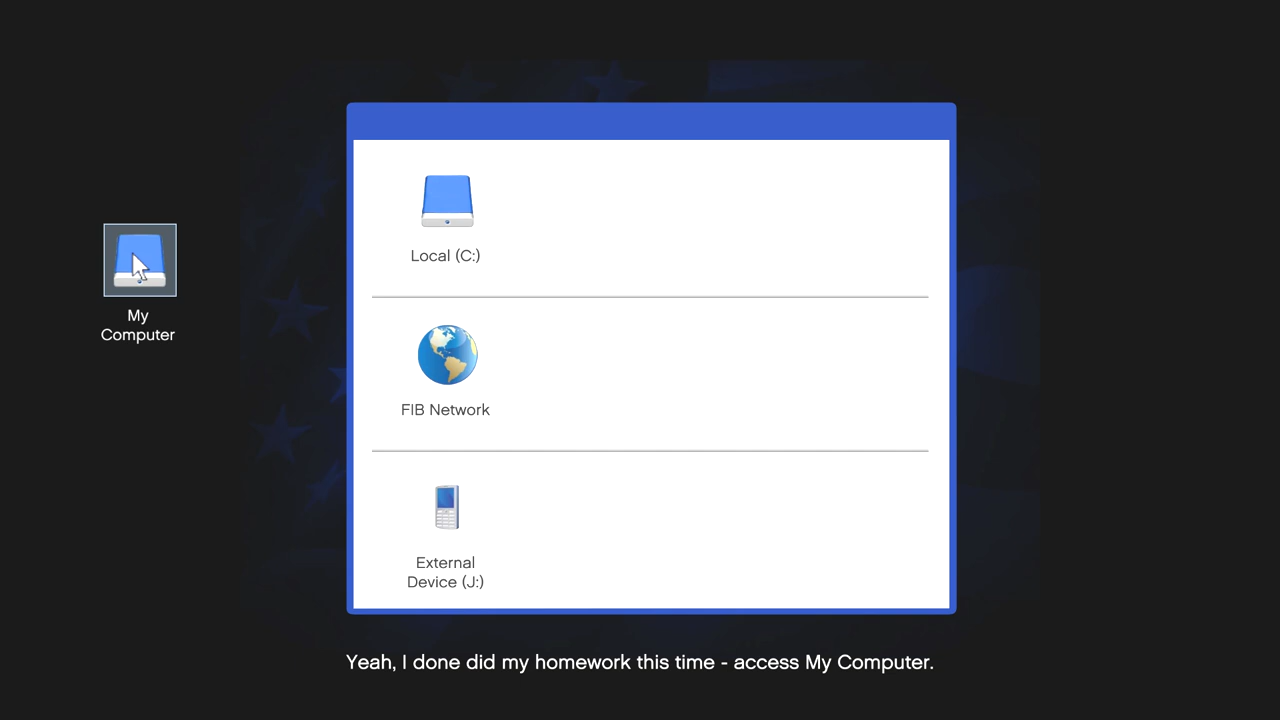 Local (C:)
My
Computer
FIB Network
External
Device (J:)
Yeah, I done did my homework this time - access My Computer.